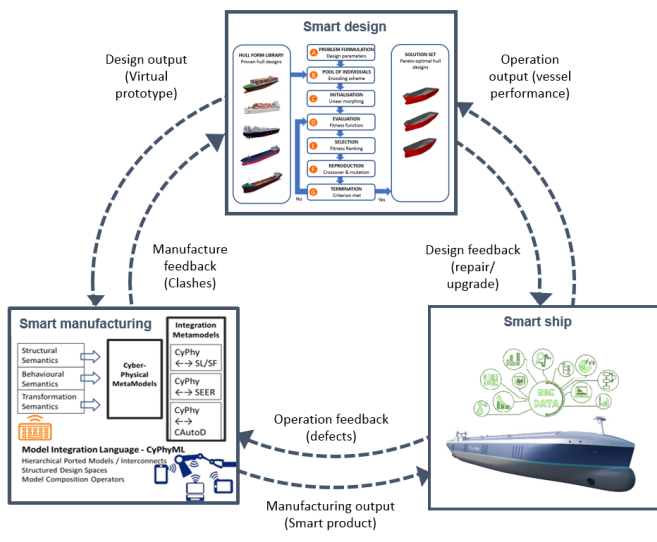 Smart design
HULL FORM LIBRARY
Proven hull designs
A PROBLEM FORMULATION
Design parameters
B POOL OF INDIVIDUALS
Encoding scheme
C INITIALISATION
Linear morphing
D EVALUATION
Fitness function
E SELECTION
Fitness Ranking
F REPRODUCTION
Crossover & mutation
G TERMINATION
Criterion met
No
Yes
SOLUTION SET
Pareto-optimal hull
designs
Design output
(Virtual
prototype)
Operation
output (vessel
performance)
Manufacture
feedback
(Clashes)
Design feedback
(repair/
upgrade)
Smart manufacturing
Structural
Semantics
Behavioural
Semantics
Transformation
Semantics
Cyber-
Physical
MetaModels
Integration
Metamodels
CyPhy
←→ SL/SF
CyPhy
←→ SEER
CyPhy
←→
CAutoD
Model Integration Language - CyPhyML
Hierarchical Ported Models / Interconnects
Structured Design Spaces
Model Composition Operators
Smart ship
BIG
DATA
Operation feedback
(defects)
Manufacturing output
(Smart product)